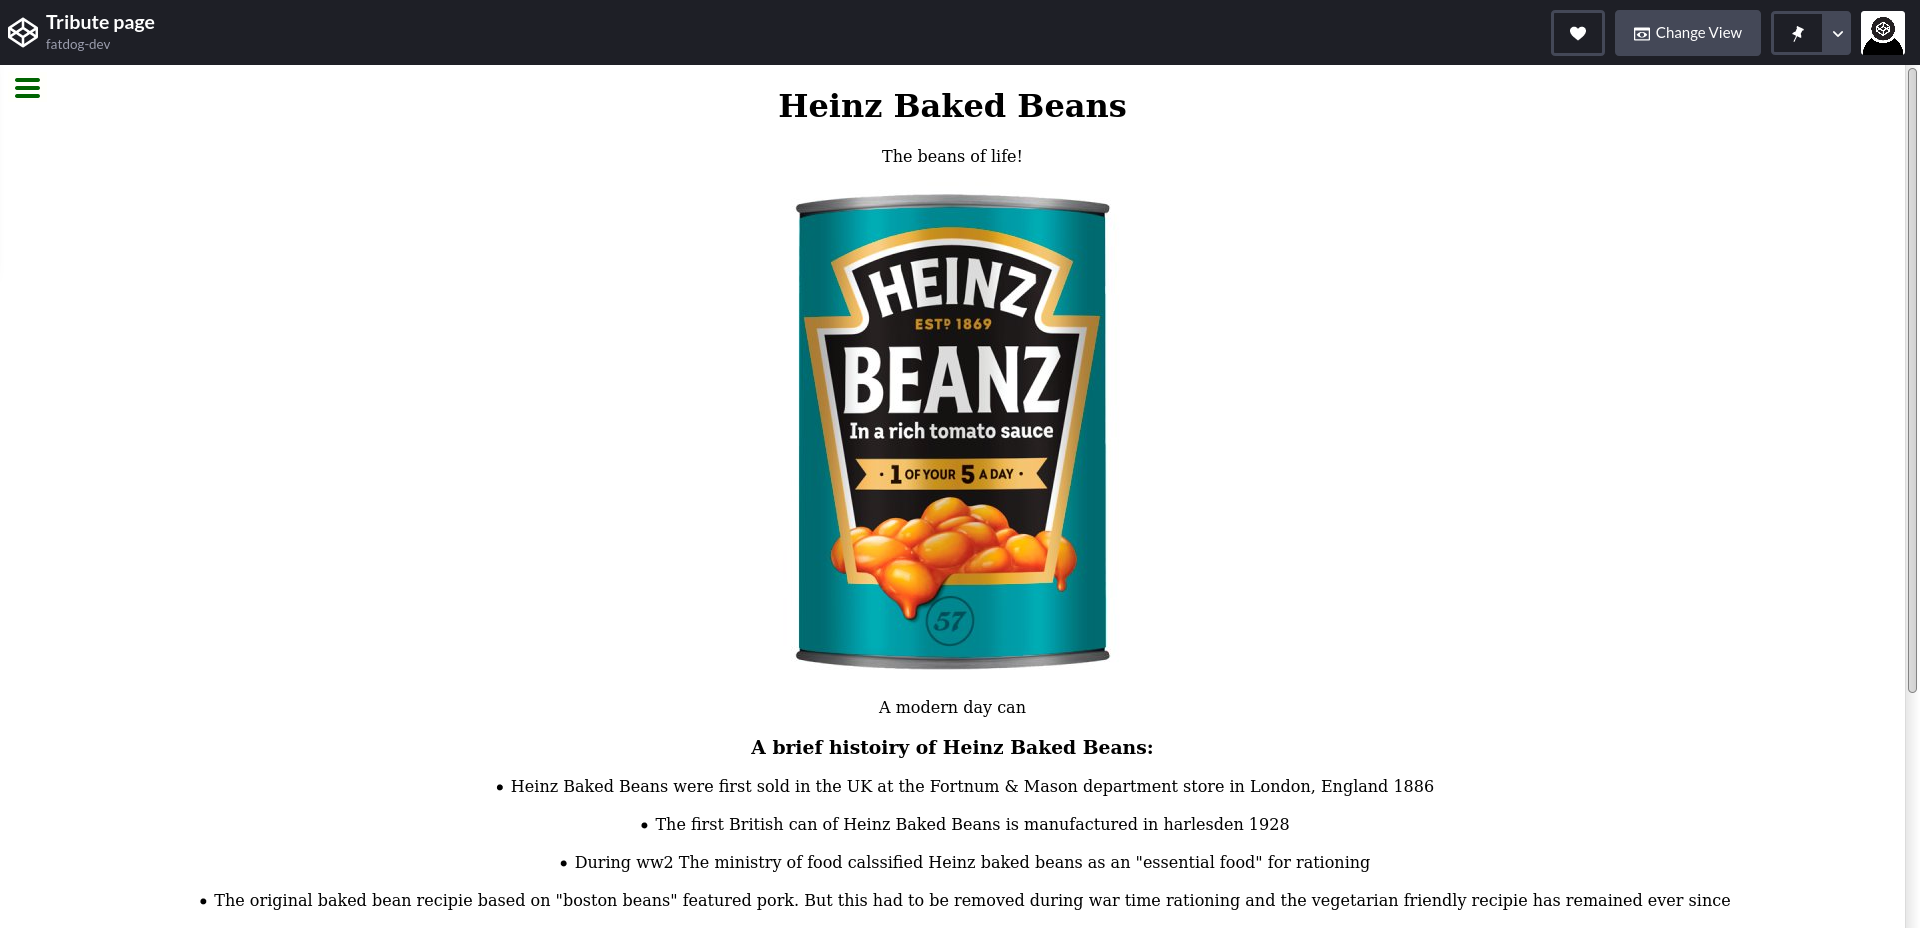 Tribute page
fatdog-dev
Change View
Heinz Baked Beans
The beans of life!
HEINZ
ESTD 1869
BEANZ
In a rich tomato sauce
· 1 OF YOUR 5 A DAY ·
57
A modern day can
A brief histoiry of Heinz Baked Beans:
• Heinz Baked Beans were first sold in the UK at the Fortnum & Mason department store in London, England 1886
• The first British can of Heinz Baked Beans is manufactured in harlesden 1928
• During ww2 The ministry of food calssified Heinz baked beans as an "essential food" for rationing
• The original baked bean recipie based on "boston beans" featured pork. But this had to be removed during war time rationing and the vegetarian friendly recipie has remained ever since